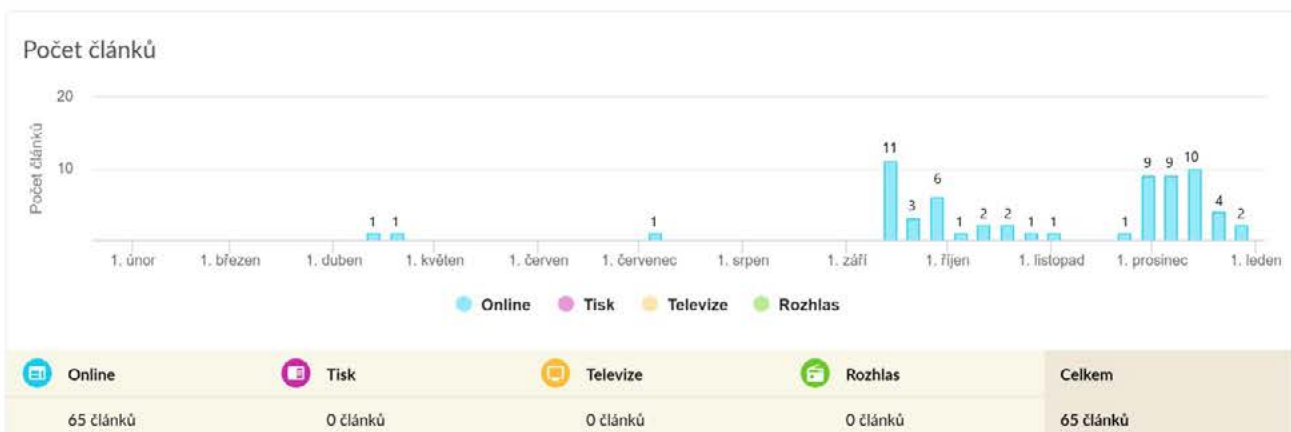 Počet článků
20
10
Počet článků
1 1 1 11 3 6 1 2 2 1 1 1 9 9 10 4 2
1. únor 1. březen 1. duben 1. květen 1. červen 1. červenec 1. srpen 1. září 1. říjen 1. listopad 1. prosinec 1. leden
Online Tisk Televize Rozhlas
Online Tisk Televize Rozhlas Celkem
65 článků 0 článků 0 článků 0 článků 65 článků